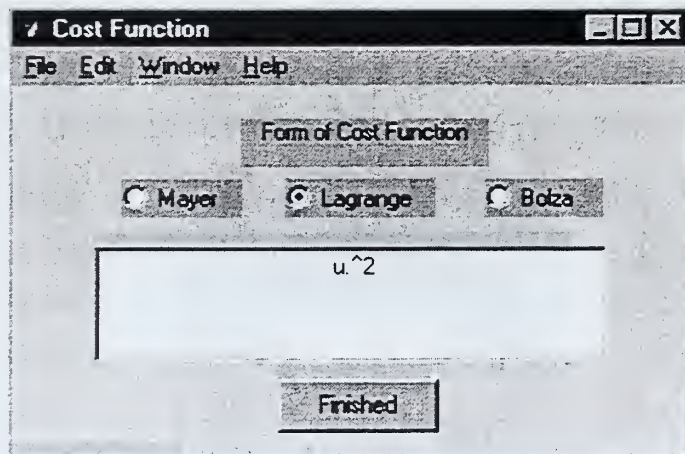 Cost Function
File Edit Window Help
Form of Cost Function
Mayer Lagrange Bolza
u.^2
Finished